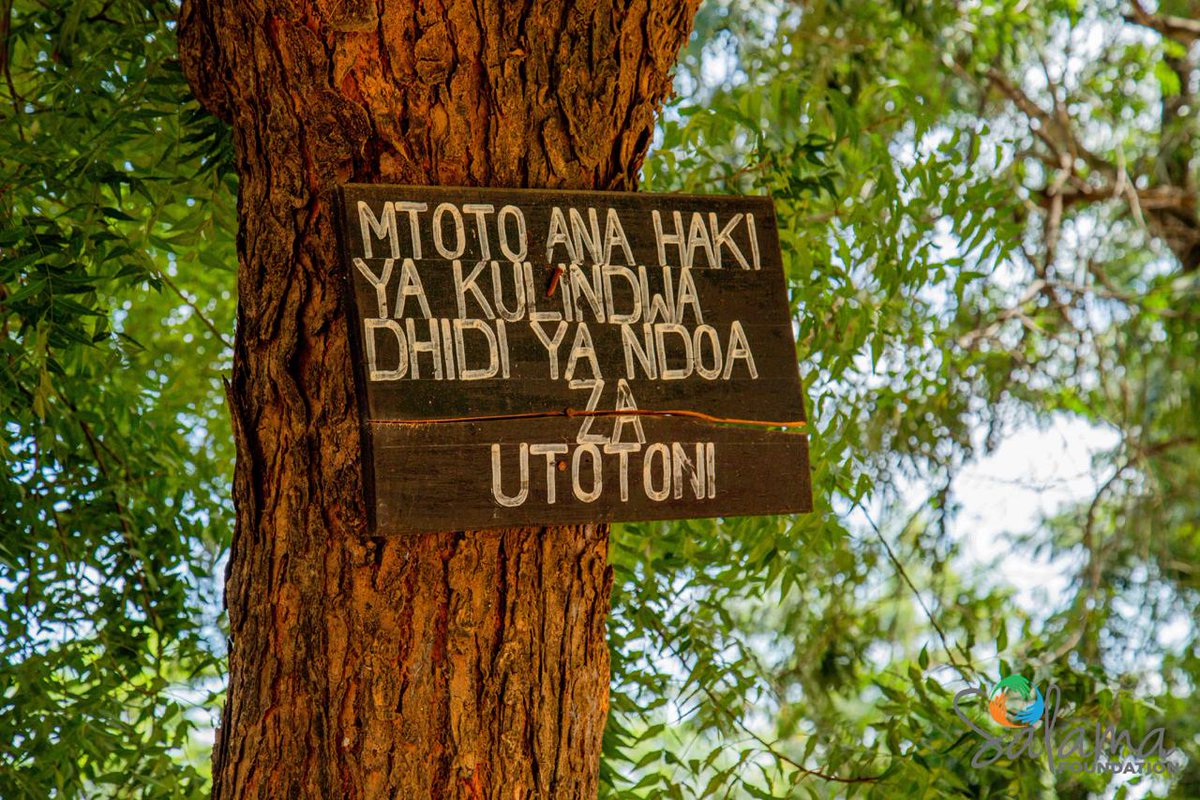 MTOTO ANA HAKI
YA KULINDWA
DHIDI YA NDOA
ZA
UTOTONI
Salama
FOUNDATION